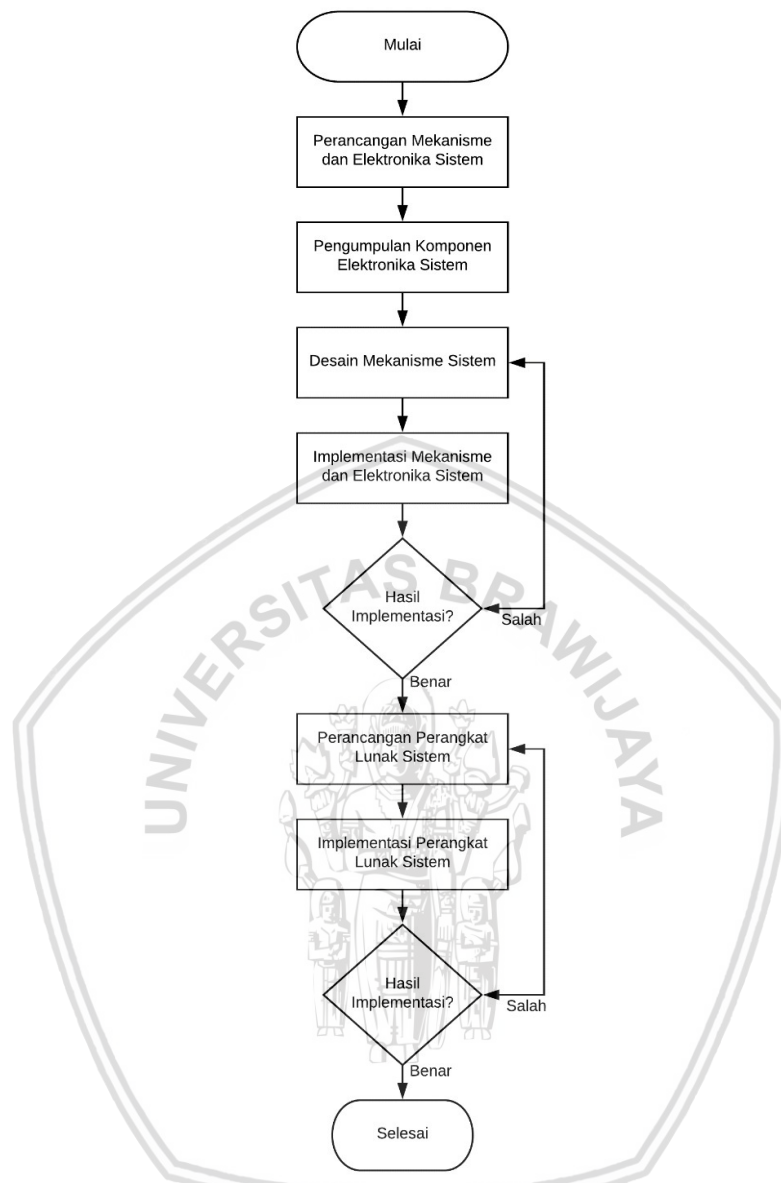 Mulai
Perancangan Mekanisme
dan Elektronika Sistem
Pengumpulan Komponen
Elektronika Sistem
Desain Mekanisme Sistem
Implementasi Mekanisme
dan Elektronika Sistem
Hasil
Implementasi?
Salah
Benar
Perancangan Perangkat
Lunak Sistem
Implementasi Perangkat
Lunak Sistem
Hasil
Implementasi?
Salah
Benar
Selesai
UNIVERSITAS BRAWIJAYA